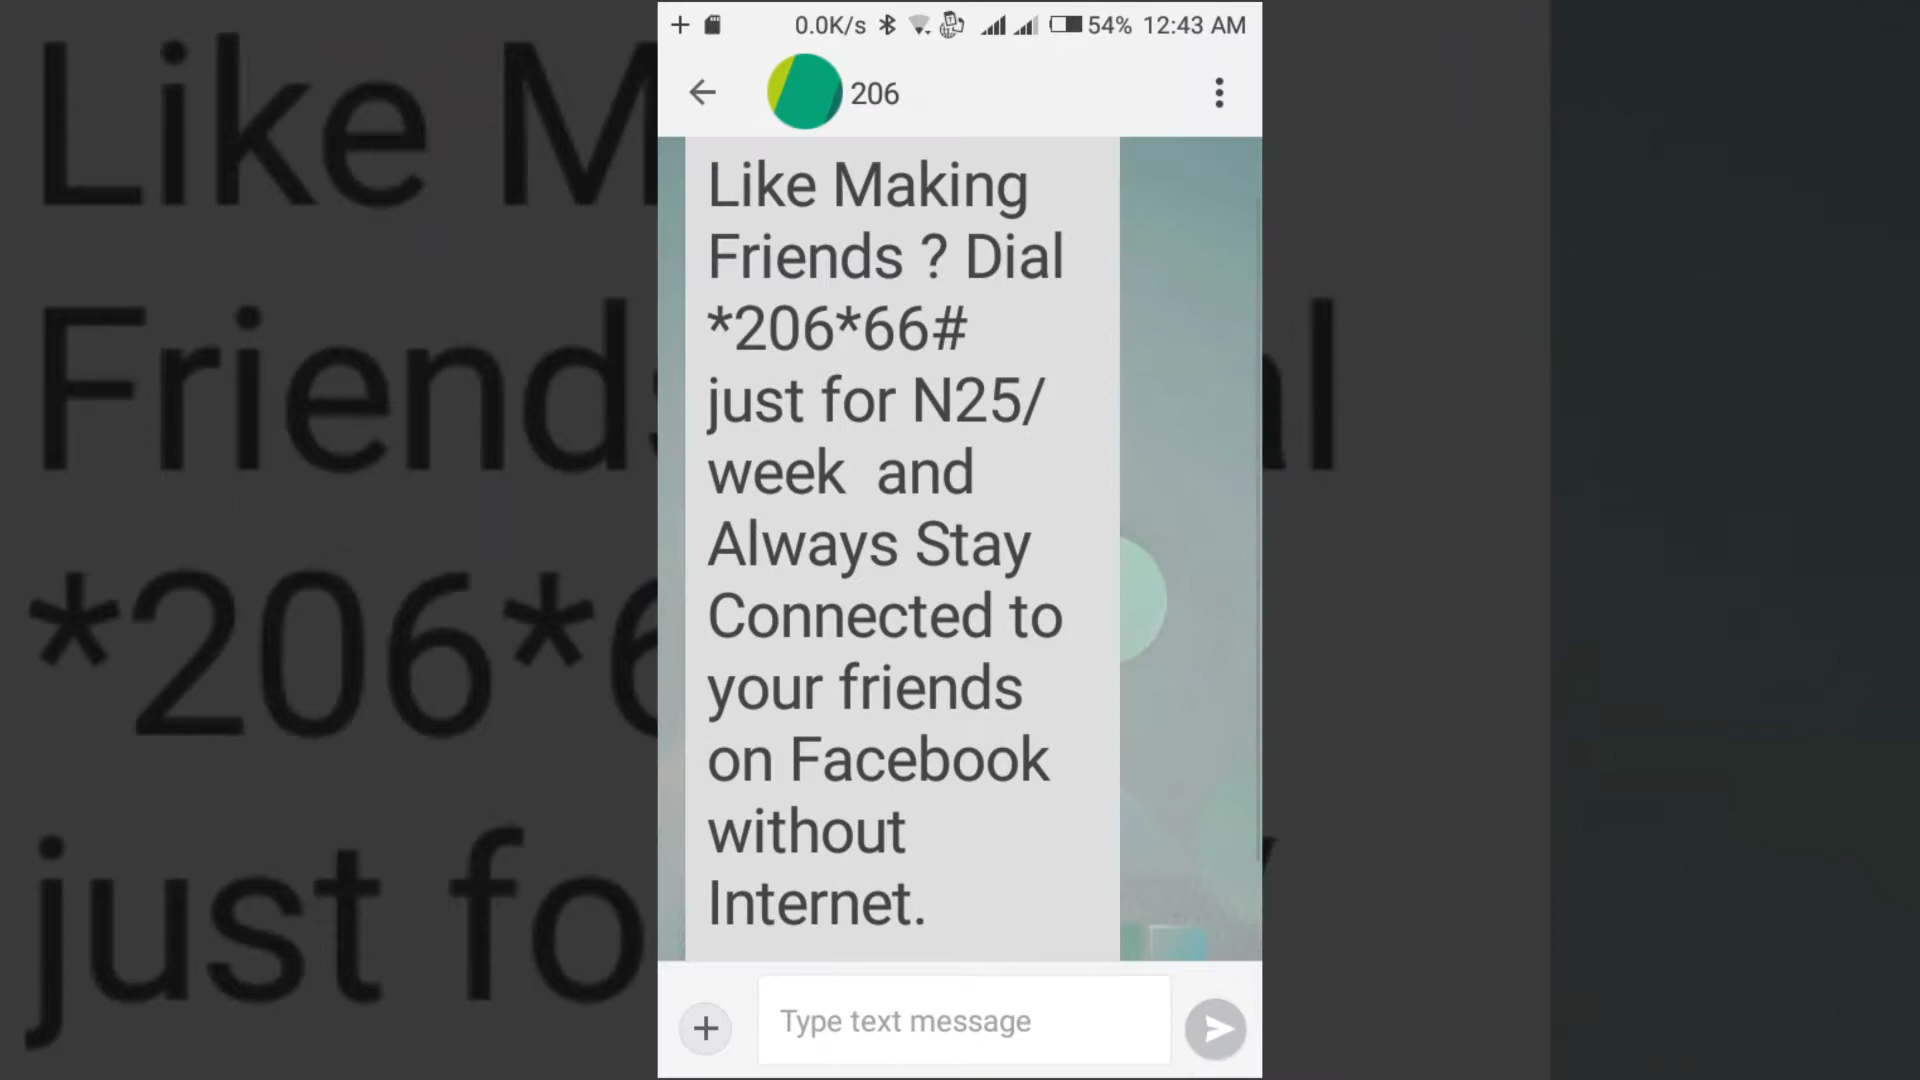 0.0K/s 54% 12:43 AM
206
Like Making
Friends ? Dial
*206*66#
just for N25/
week  and
Always Stay
Connected to
your friends
on Facebook
without
Internet.
Type text message